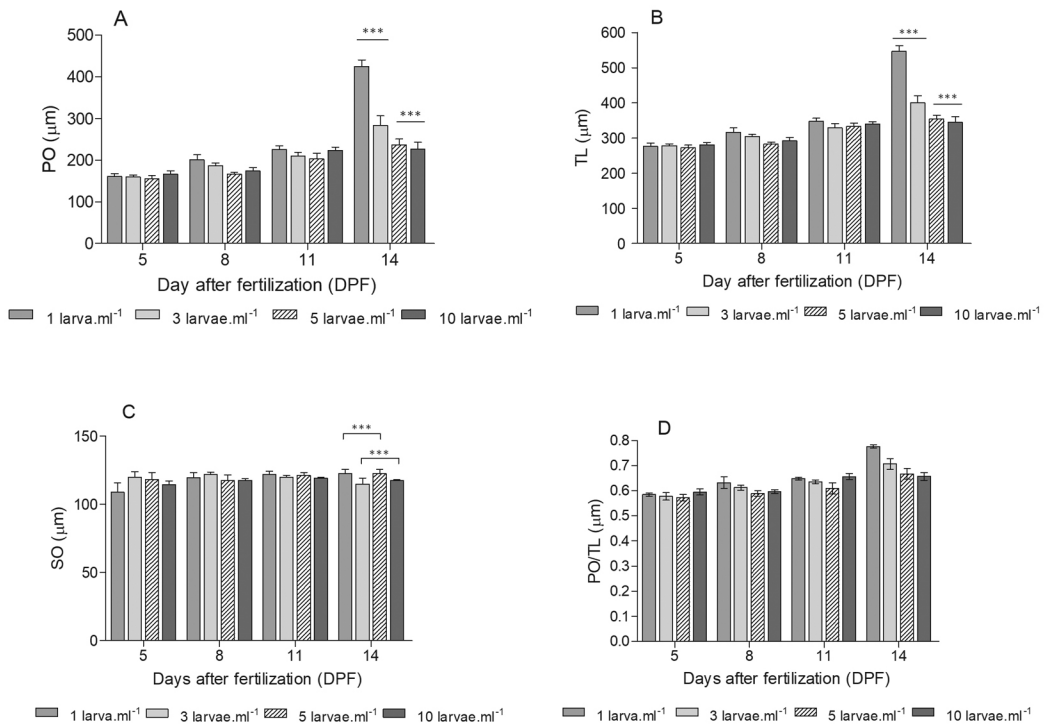 A
PO (μm)
500
400
300
200
100
0
***
***
5 8 11 14
Day after fertilization (DPF)
1 larva.ml⁻¹ 3 larvae.ml⁻¹ 5 larvae.ml⁻¹ 10 larvae.ml⁻¹
B
TL (μm)
600
500
400
300
200
100
0
***
***
5 8 11 14
Day after fertilization (DPF)
1 larva.ml⁻¹ 3 larvae.ml⁻¹ 5 larvae.ml⁻¹ 10 larvae.ml⁻¹
C
SO (μm)
150
100
50
0
***
***
5 8 11 14
Days after fertilization (DPF)
1 larva.ml⁻¹ 3 larvae.ml⁻¹ 5 larvae.ml⁻¹ 10 larvae.ml⁻¹
D
PO/TL (μm)
0.8
0.7
0.6
0.5
0.4
0.3
0.2
0.1
0.0
5 8 11 14
Days after fertilization (DPF)
1 larva.ml⁻¹ 3 larvae.ml⁻¹ 5 larvae.ml⁻¹ 10 larvae.ml⁻¹